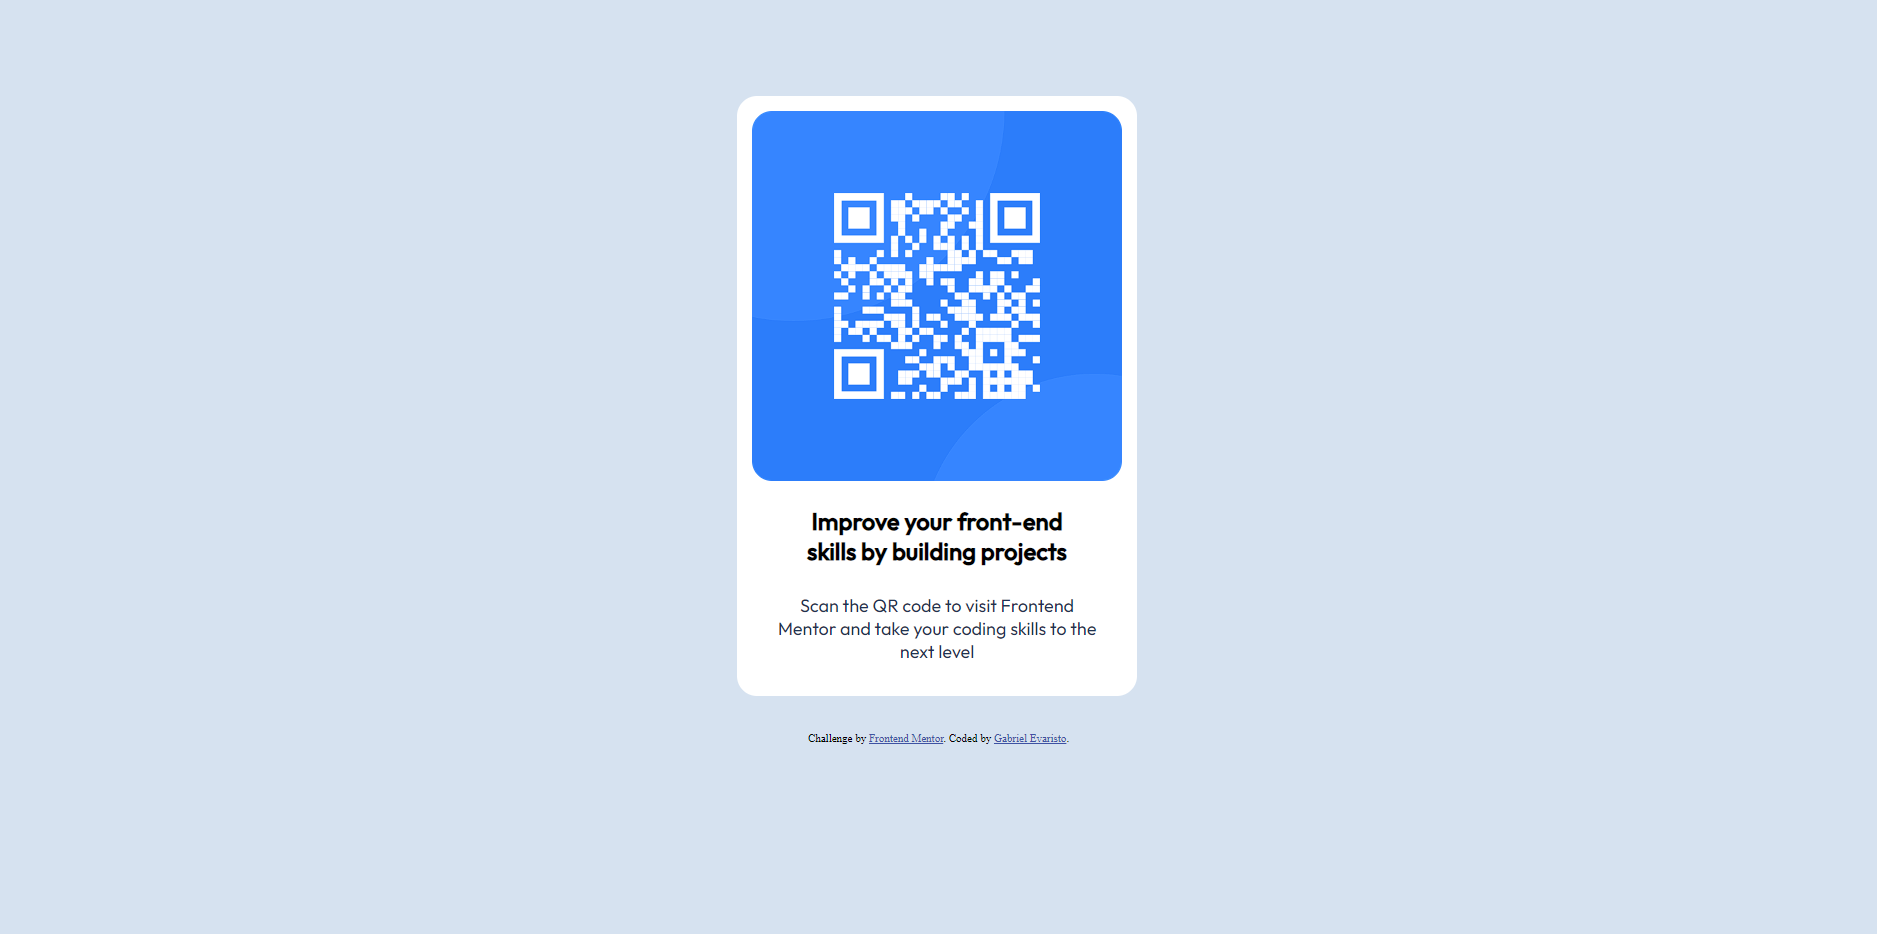 Improve your front-end
skills by building projects
Scan the QR code to visit Frontend
Mentor and take your coding skills to the
next level
Challenge by Frontend Mentor. Coded by Gabriel Evaristo.